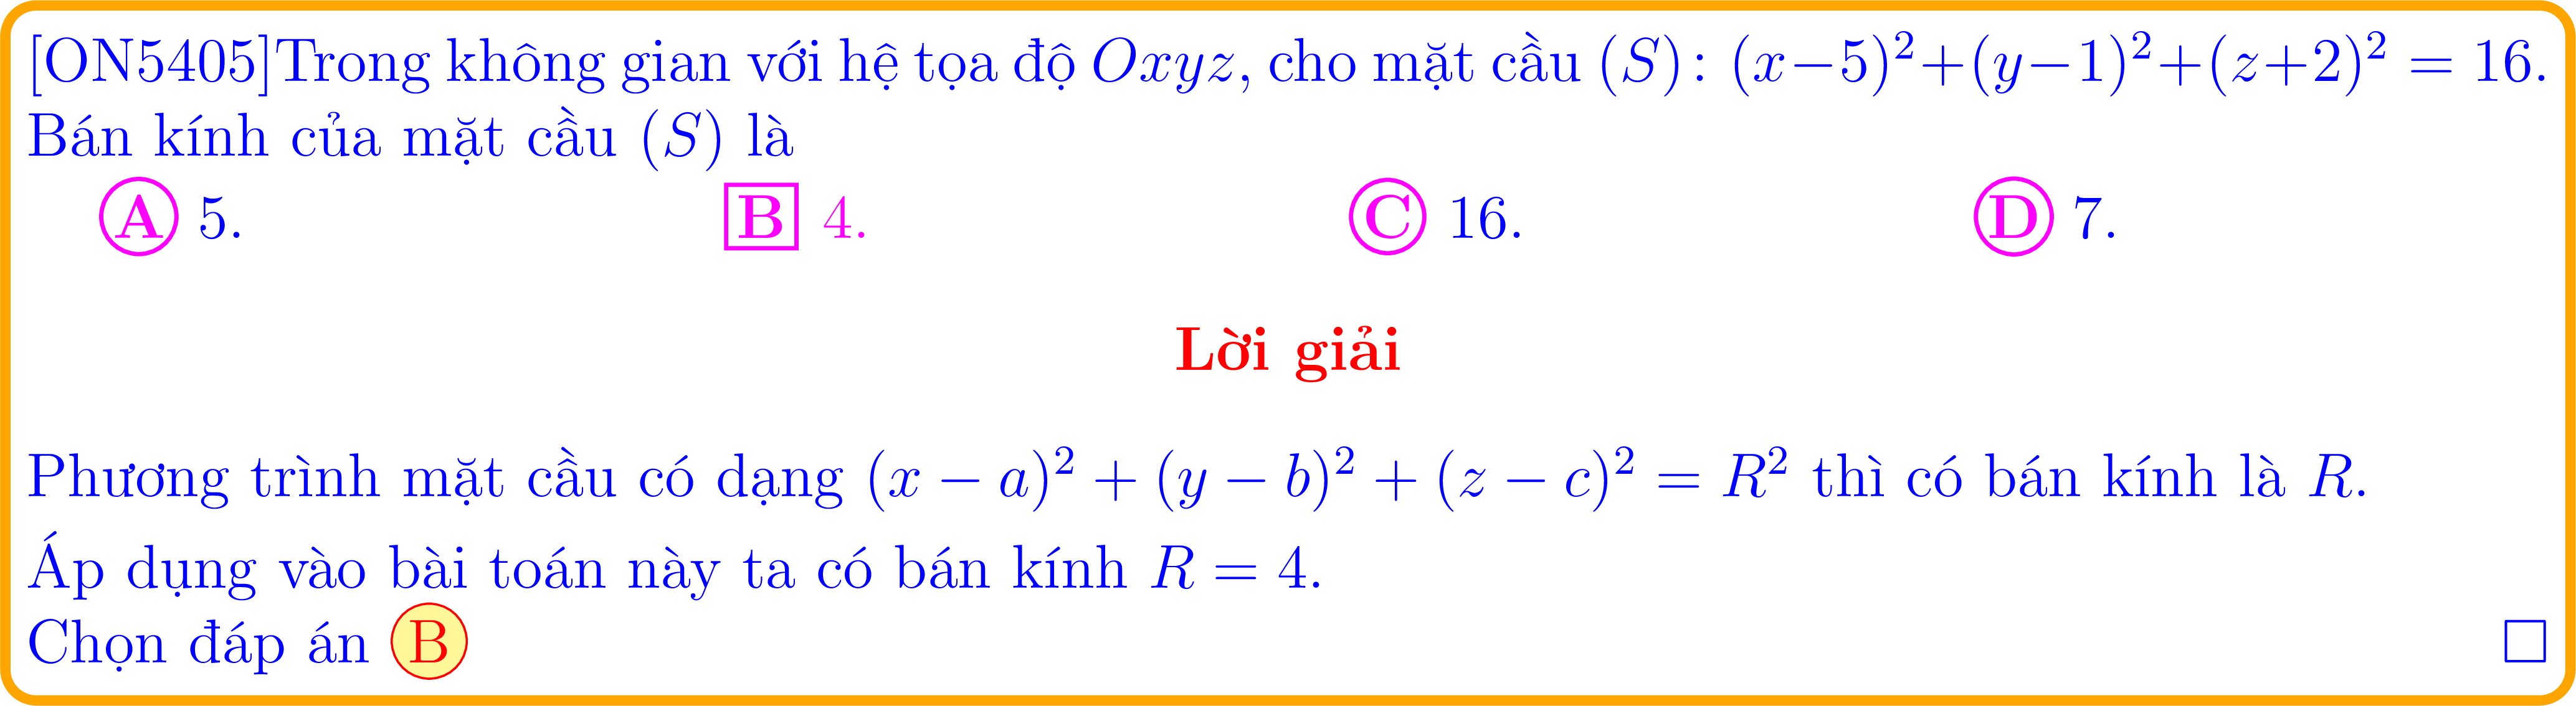 [ON5405]Trong không gian với hệ tọa độ Oxyz, cho mặt cầu (S): (x−5)²+(y−1)²+(z+2)² = 16.
Bán kính của mặt cầu (S) là
A 5. B 4. C 16. D 7.
Lời giải
Phương trình mặt cầu có dạng (x − a)² + (y − b)² + (z − c)² = R² thì có bán kính là R.
Áp dụng vào bài toán này ta có bán kính R = 4.
Chọn đáp án B □